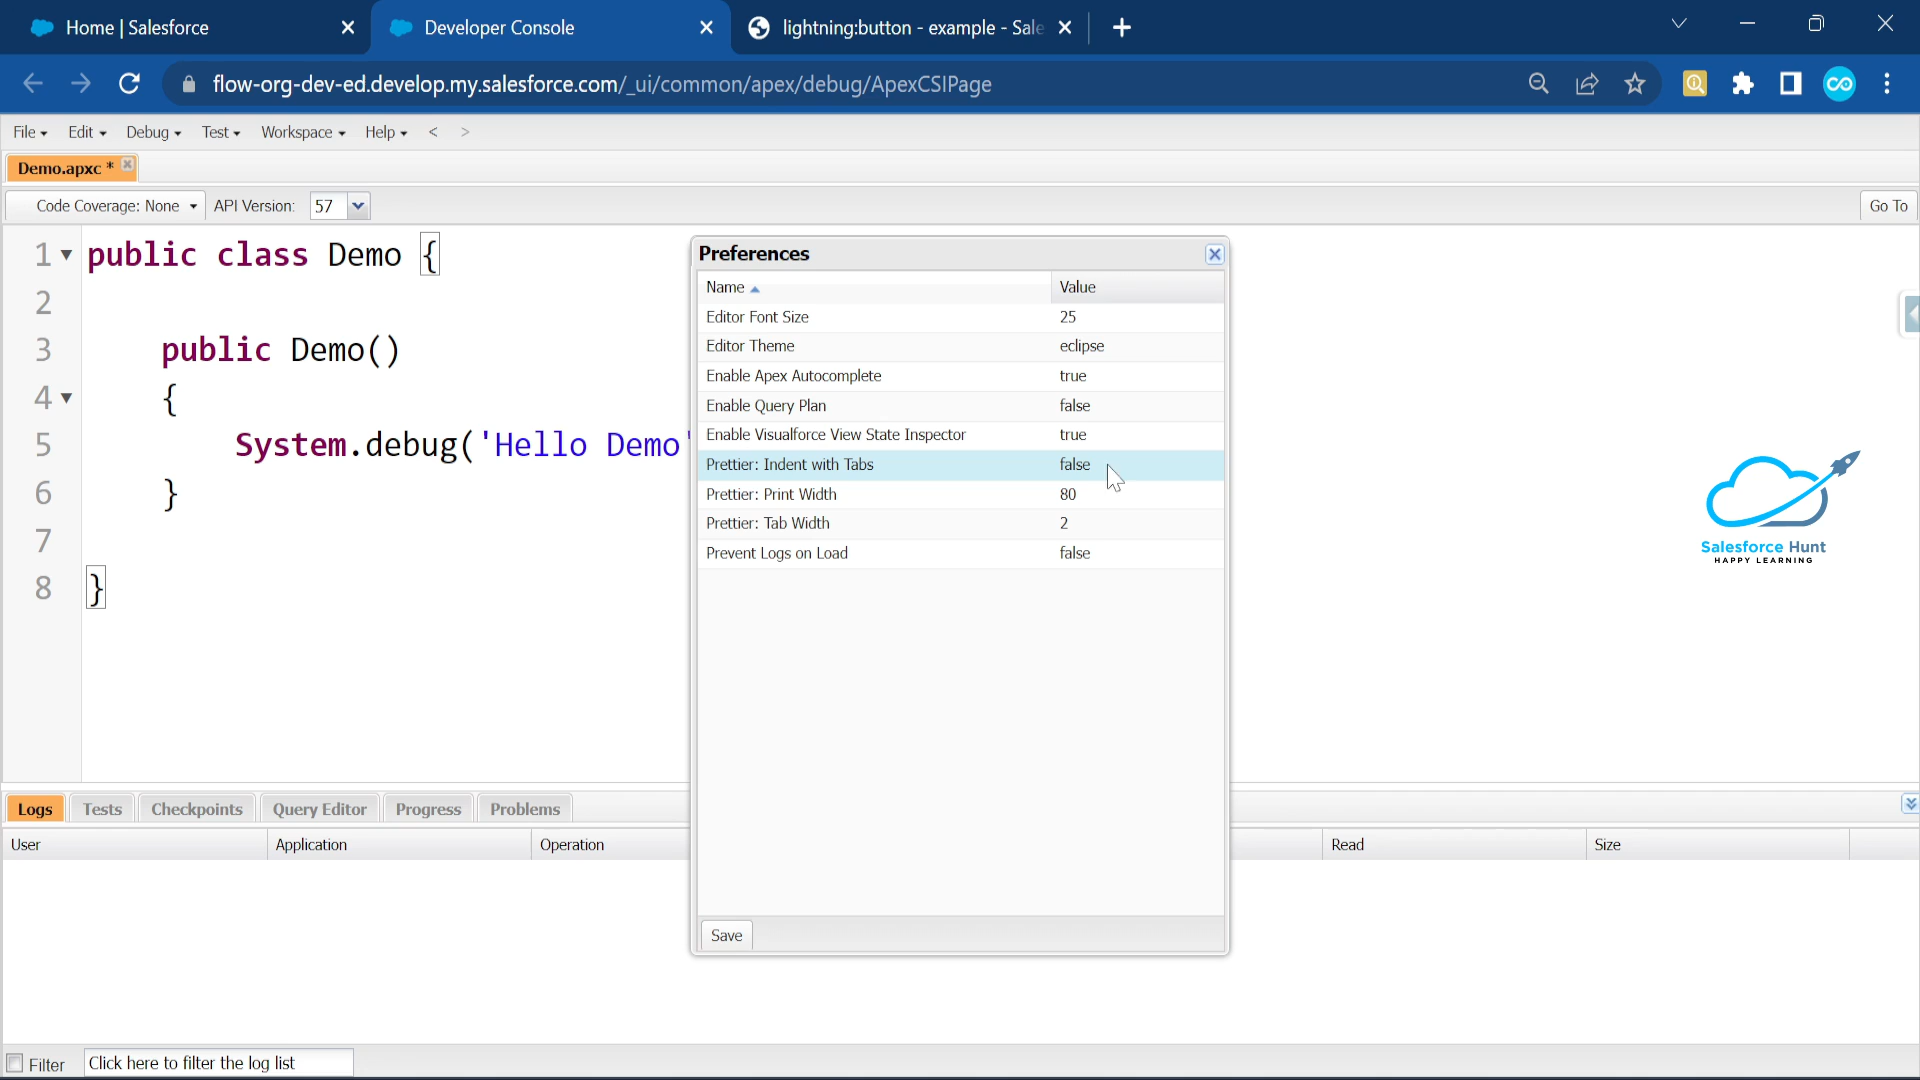 Home | Salesforce
Developer Console
lightning:button - example - Sale
flow-org-dev-ed.develop.my.salesforce.com/_ui/common/apex/debug/ApexCSIPage
File Edit Debug Test Workspace Help < >
Demo.apxc *
Code Coverage: None API Version: 57 Go To
1 public class Demo {
2
3 public Demo()
4 {
5 System.debug('Hello Demo'
6 }
7
8 }
Preferences
Name Value
Editor Font Size 25
Editor Theme eclipse
Enable Apex Autocomplete true
Enable Query Plan false
Enable Visualforce View State Inspector true
Prettier: Indent with Tabs false
Prettier: Print Width 80
Prettier: Tab Width 2
Prevent Logs on Load false
Save
Salesforce Hunt
HAPPY LEARNING
Logs Tests Checkpoints Query Editor Progress Problems
User Application Operation Read Size
Filter Click here to filter the log list